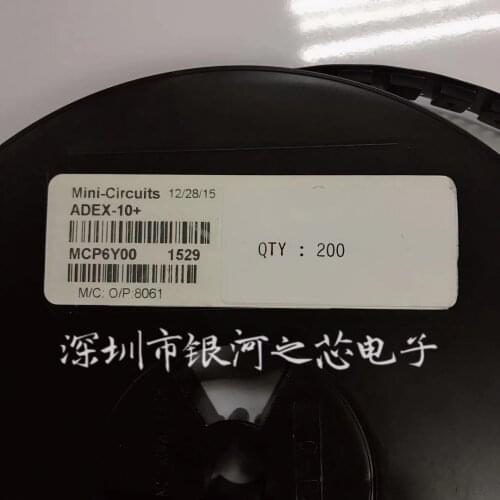 Mini-Circuits 12/28/15
ADEX-10+
MCP6Y00 1529
M/C: O/P:8061
QTY : 200
深圳市银河之芯电子